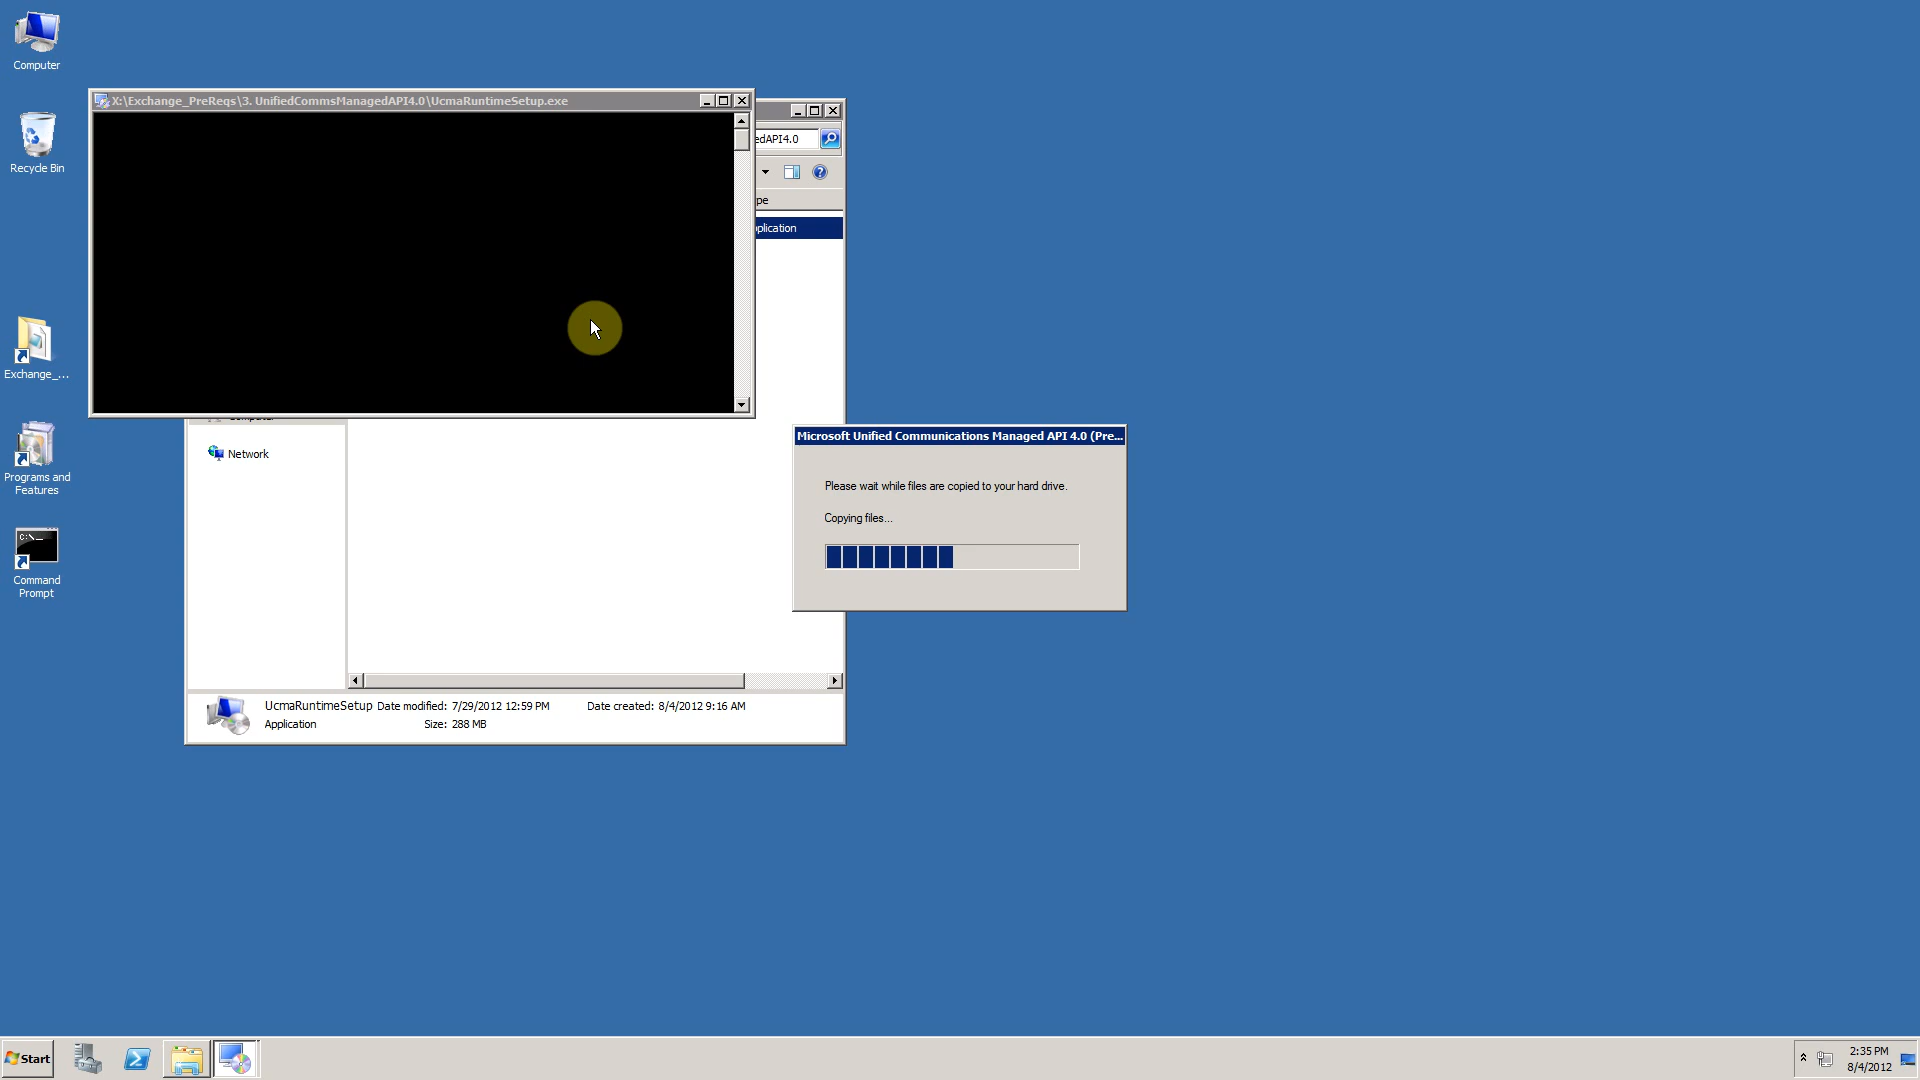 Computer
Recycle Bin
Exchange_...
Programs and
Features
C:\_
Command
Prompt
X:\Exchange_PreReqs\3. UnifiedCommsManagedAPI4.0\UcmaRuntimeSetup.exe
edAPI4.0
pe
plication
Network
Microsoft Unified Communications Managed API 4.0 (Pre...
Please wait while files are copied to your hard drive.
Copying files...
UcmaRuntimeSetup Date modified: 7/29/2012 12:59 PM Date created: 8/4/2012 9:16 AM
Application Size: 288 MB
Start
2:35 PM
8/4/2012